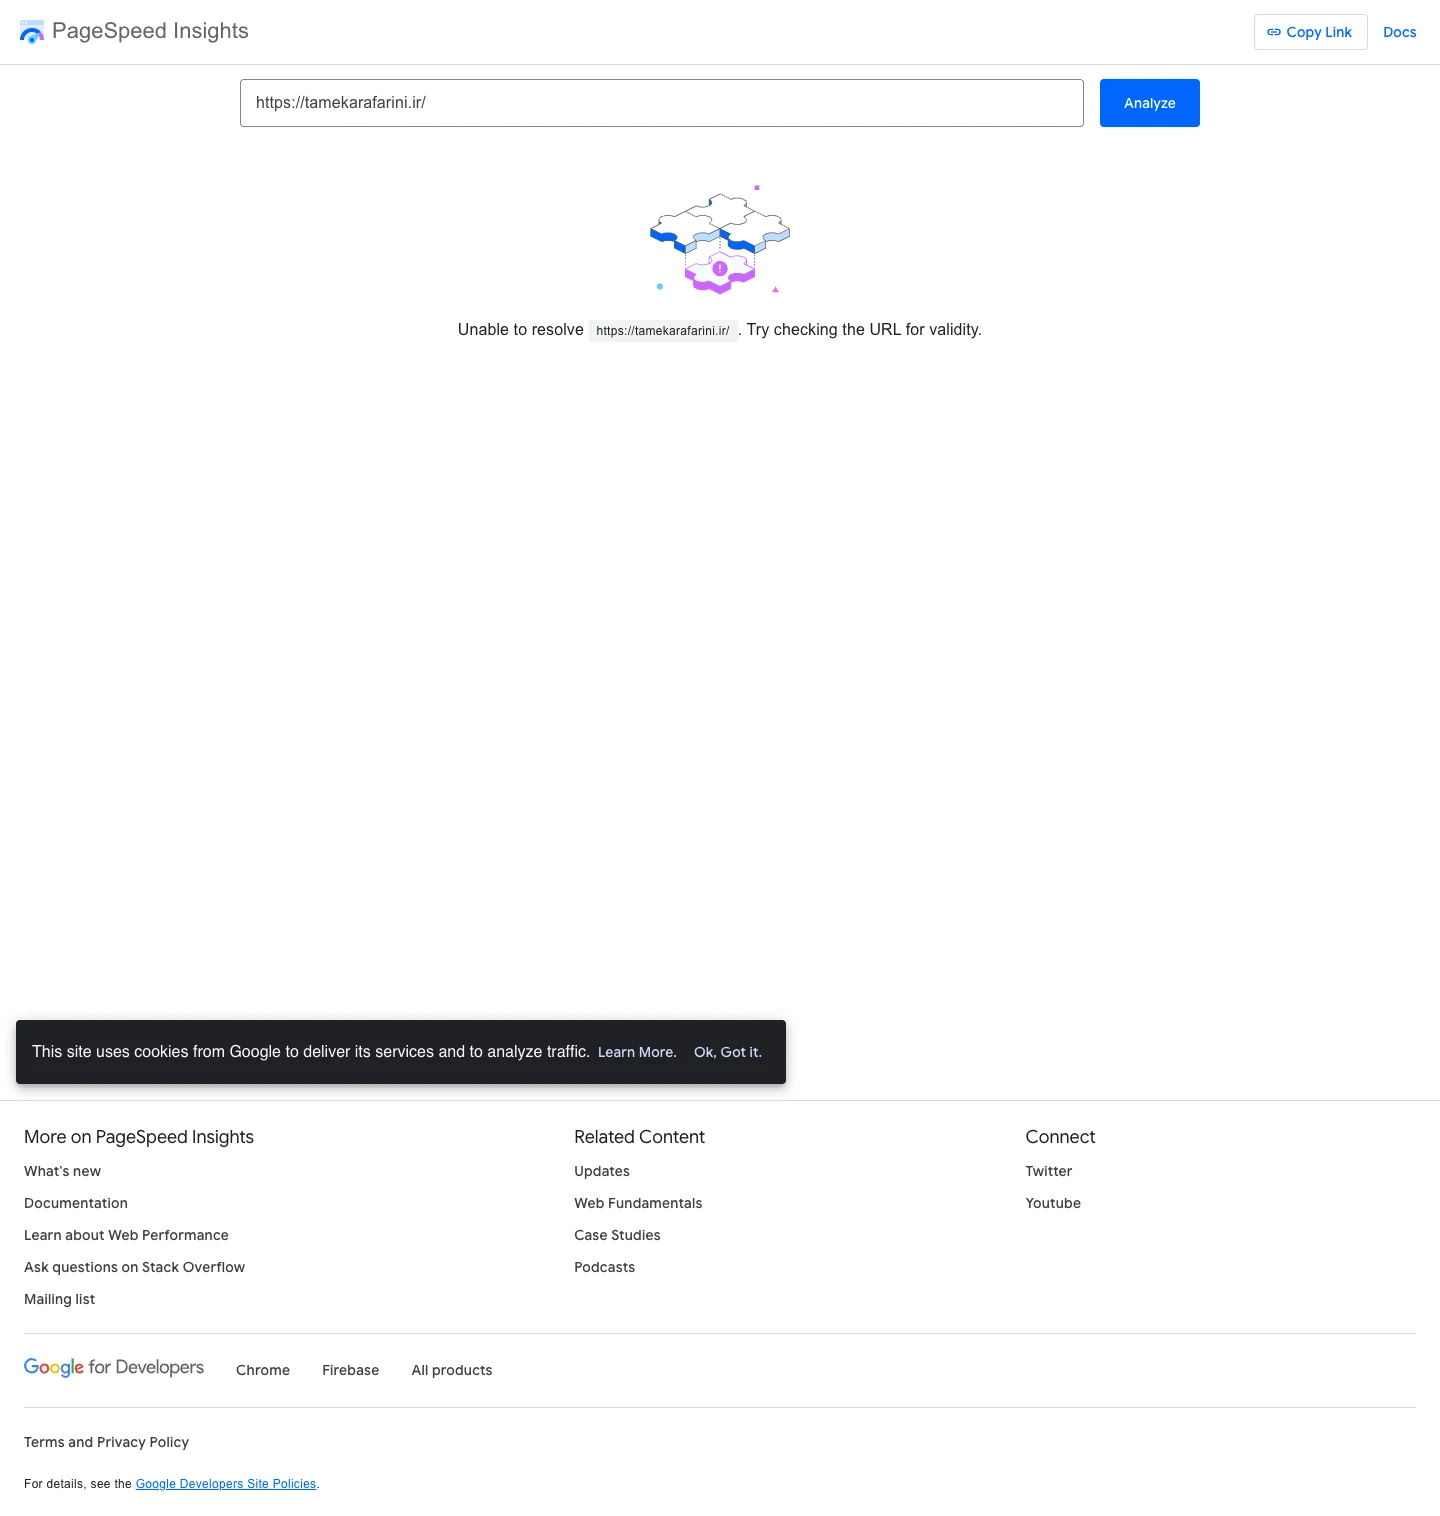 PageSpeed Insights
Copy Link Docs
https://tamekarafarini.ir/
Analyze
Unable to resolve https://tamekarafarini.ir/ . Try checking the URL for validity.
This site uses cookies from Google to deliver its services and to analyze traffic. Learn More. Ok, Got it.
More on PageSpeed Insights
What's new
Documentation
Learn about Web Performance
Ask questions on Stack Overflow
Mailing list
Related Content
Updates
Web Fundamentals
Case Studies
Podcasts
Connect
Twitter
Youtube
Google for Developers Chrome Firebase All products
Terms and Privacy Policy
For details, see the Google Developers Site Policies.